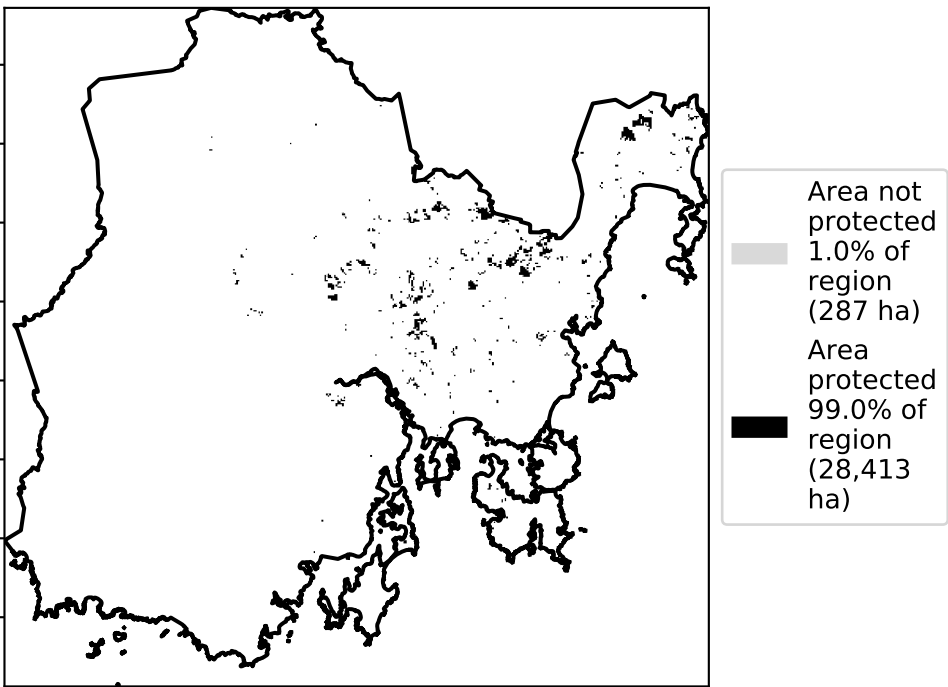 Area not
protected
1.0% of
region
(287 ha)
Area
protected
99.0% of
region
(28,413
ha)